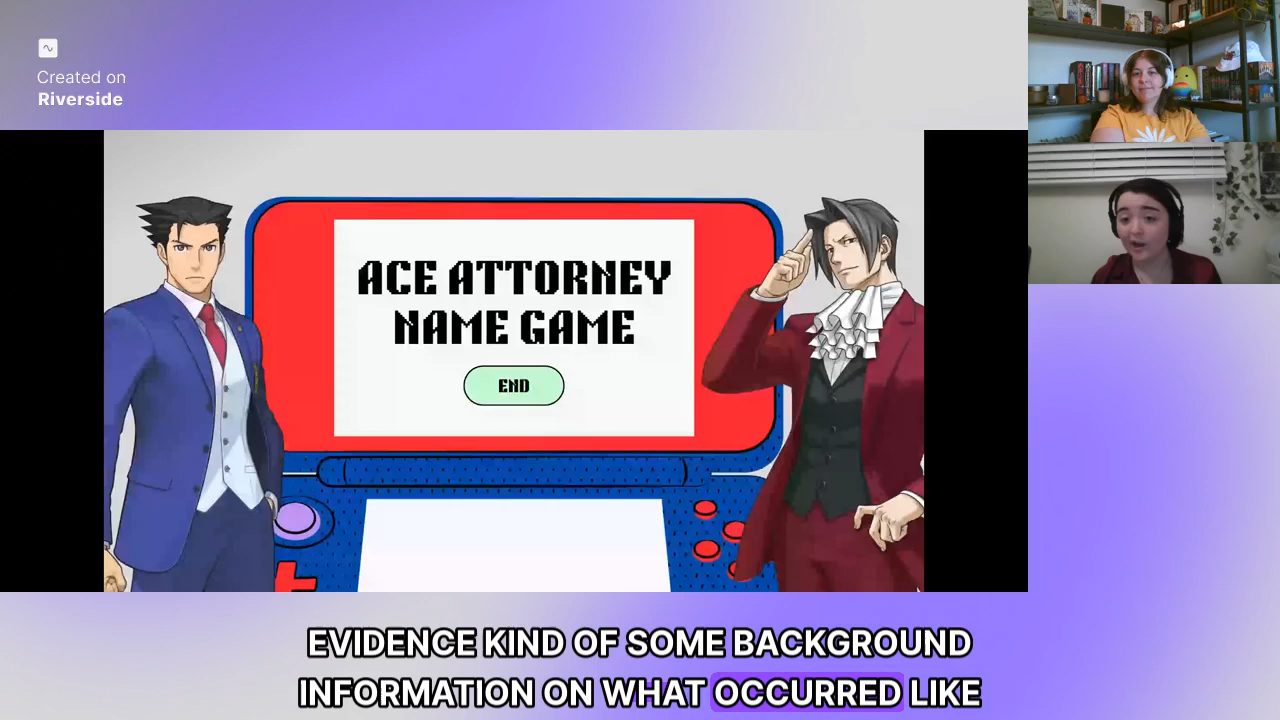 Created on
Riverside
ACE ATTORNEY
NAME GAME
END
EVIDENCE KIND OF SOME BACKGROUND
INFORMATION ON WHAT OCCURRED LIKE